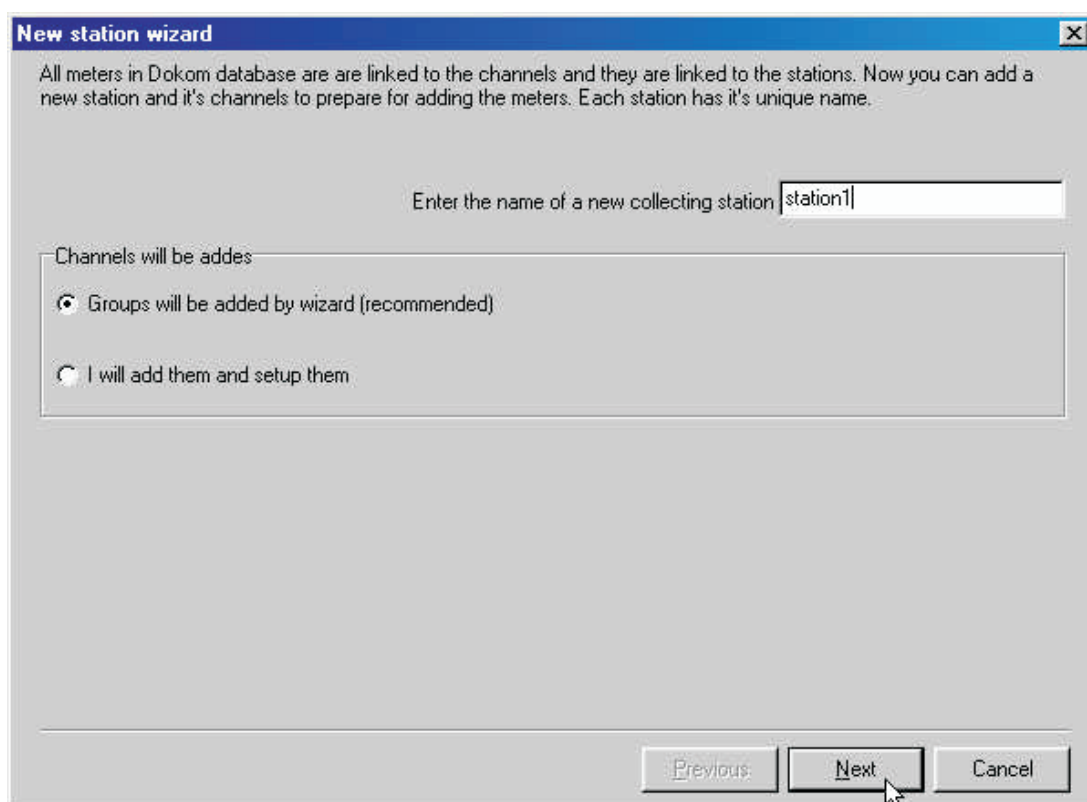 New station wizard
All meters in Dokom database are are linked to the channels and they are linked to the stations. Now you can add a
new station and it's channels to prepare for adding the meters. Each station has it's unique name.
Enter the name of a new collecting station station1
Channels will be addes
Groups will be added by wizard (recommended)
I will add them and setup them
Previous Next Cancel